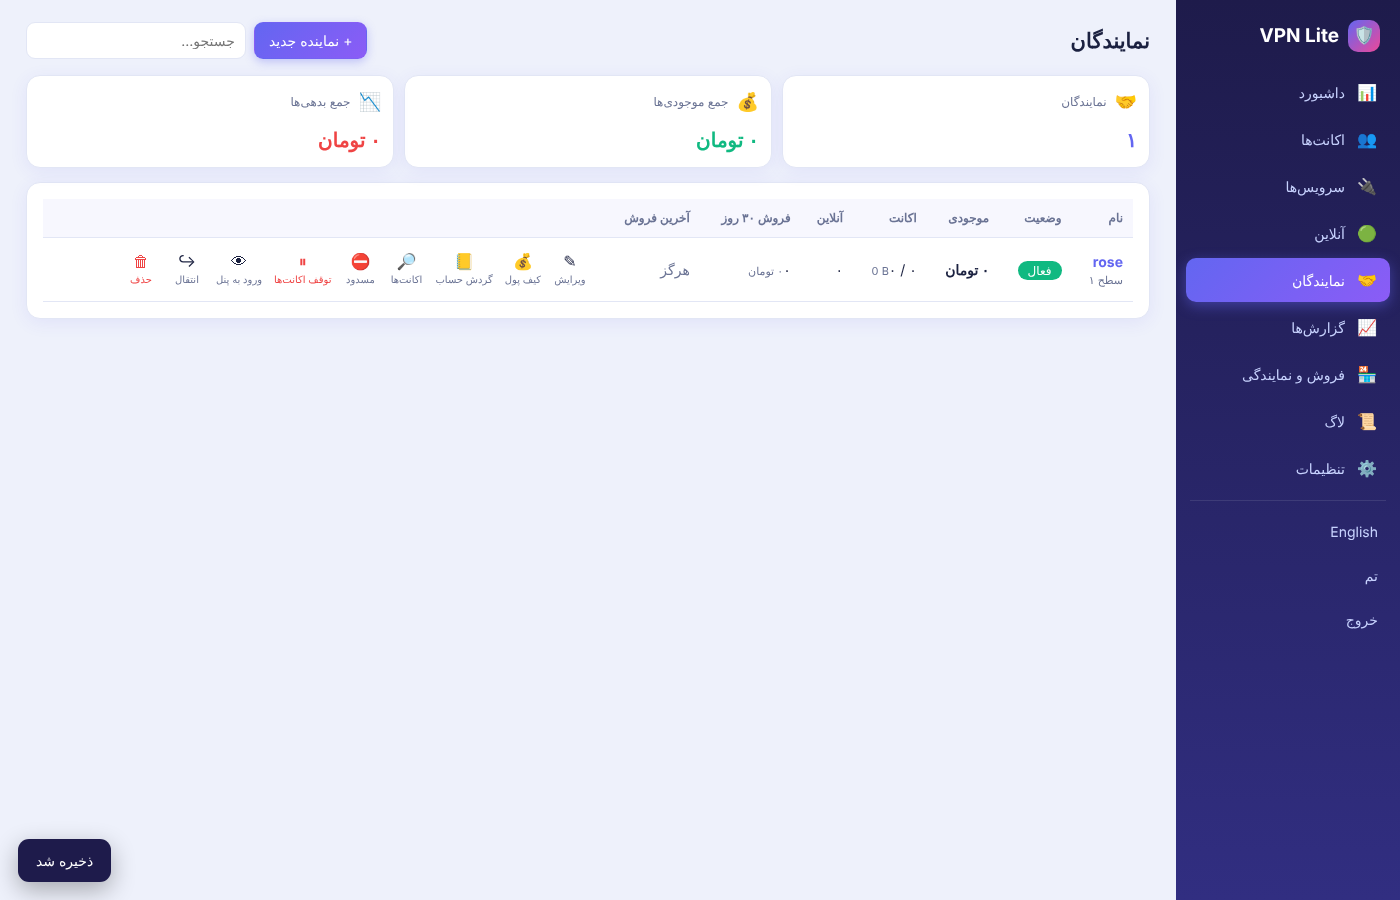 VPN Lite
داشبورد
اکانت‌ها
سرویس‌ها
آنلاین
نمایندگان
گزارش‌ها
فروش و نمایندگی
لاگ
تنظیمات
English
تم
خروج
نمایندگان
+ نماینده جدید
جستجو...
نمایندگان
۱
جمع موجودی‌ها
۰ تومان
جمع بدهی‌ها
۰ تومان
نام وضعیت موجودی اکانت آنلاین فروش ۳۰ روز آخرین فروش
rose فعال ۰ تومان ۰ / ۰ 0 B ۰ ۰ ۰ تومان هرگز
سطح ۱
ویرایش کیف پول گردش حساب اکانت‌ها مسدود توقف اکانت‌ها ورود به پنل انتقال حذف
ذخیره شد